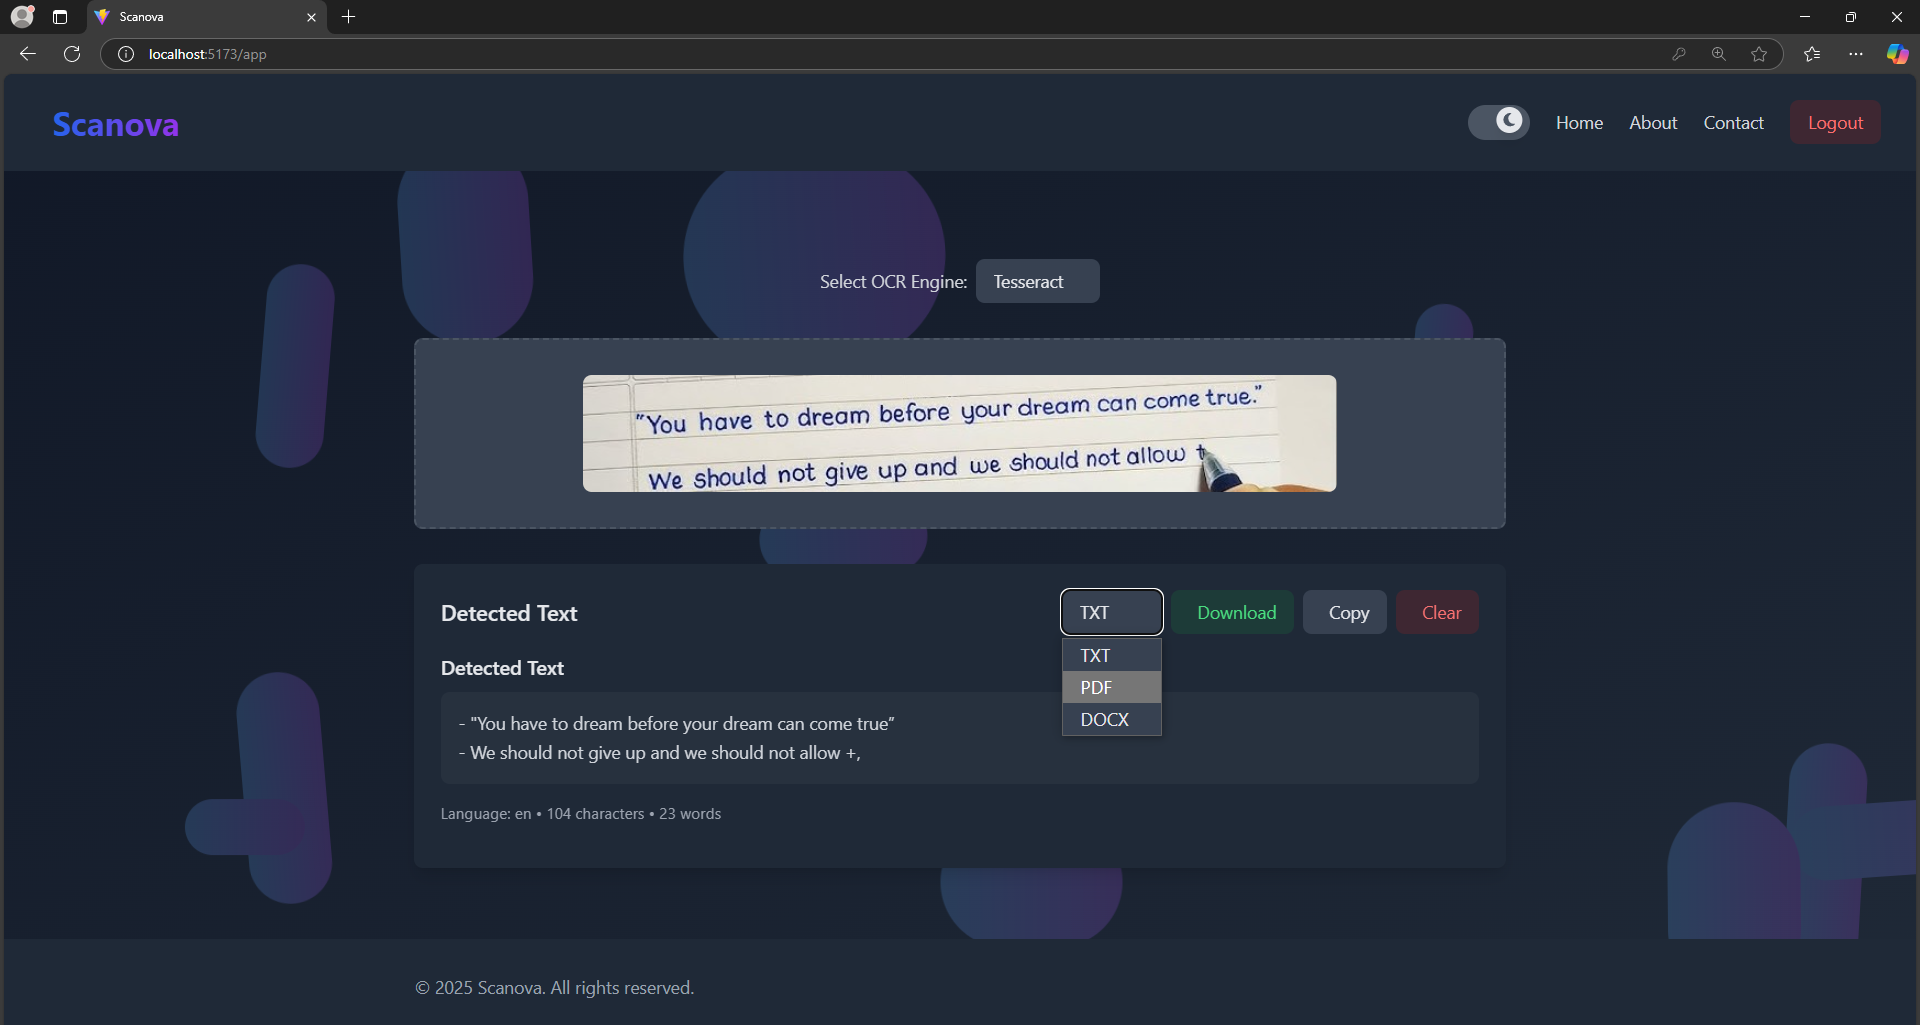 Scanova
localhost:5173/app
Scanova
Home About Contact Logout
Select OCR Engine: Tesseract
"You have to dream before your dream can come true."
We should not give up and we should not allow t
Detected Text
TXT Download Copy Clear
TXT
PDF
DOCX
Detected Text
- "You have to dream before your dream can come true"
- We should not give up and we should not allow +,
Language: en • 104 characters • 23 words
© 2025 Scanova. All rights reserved.